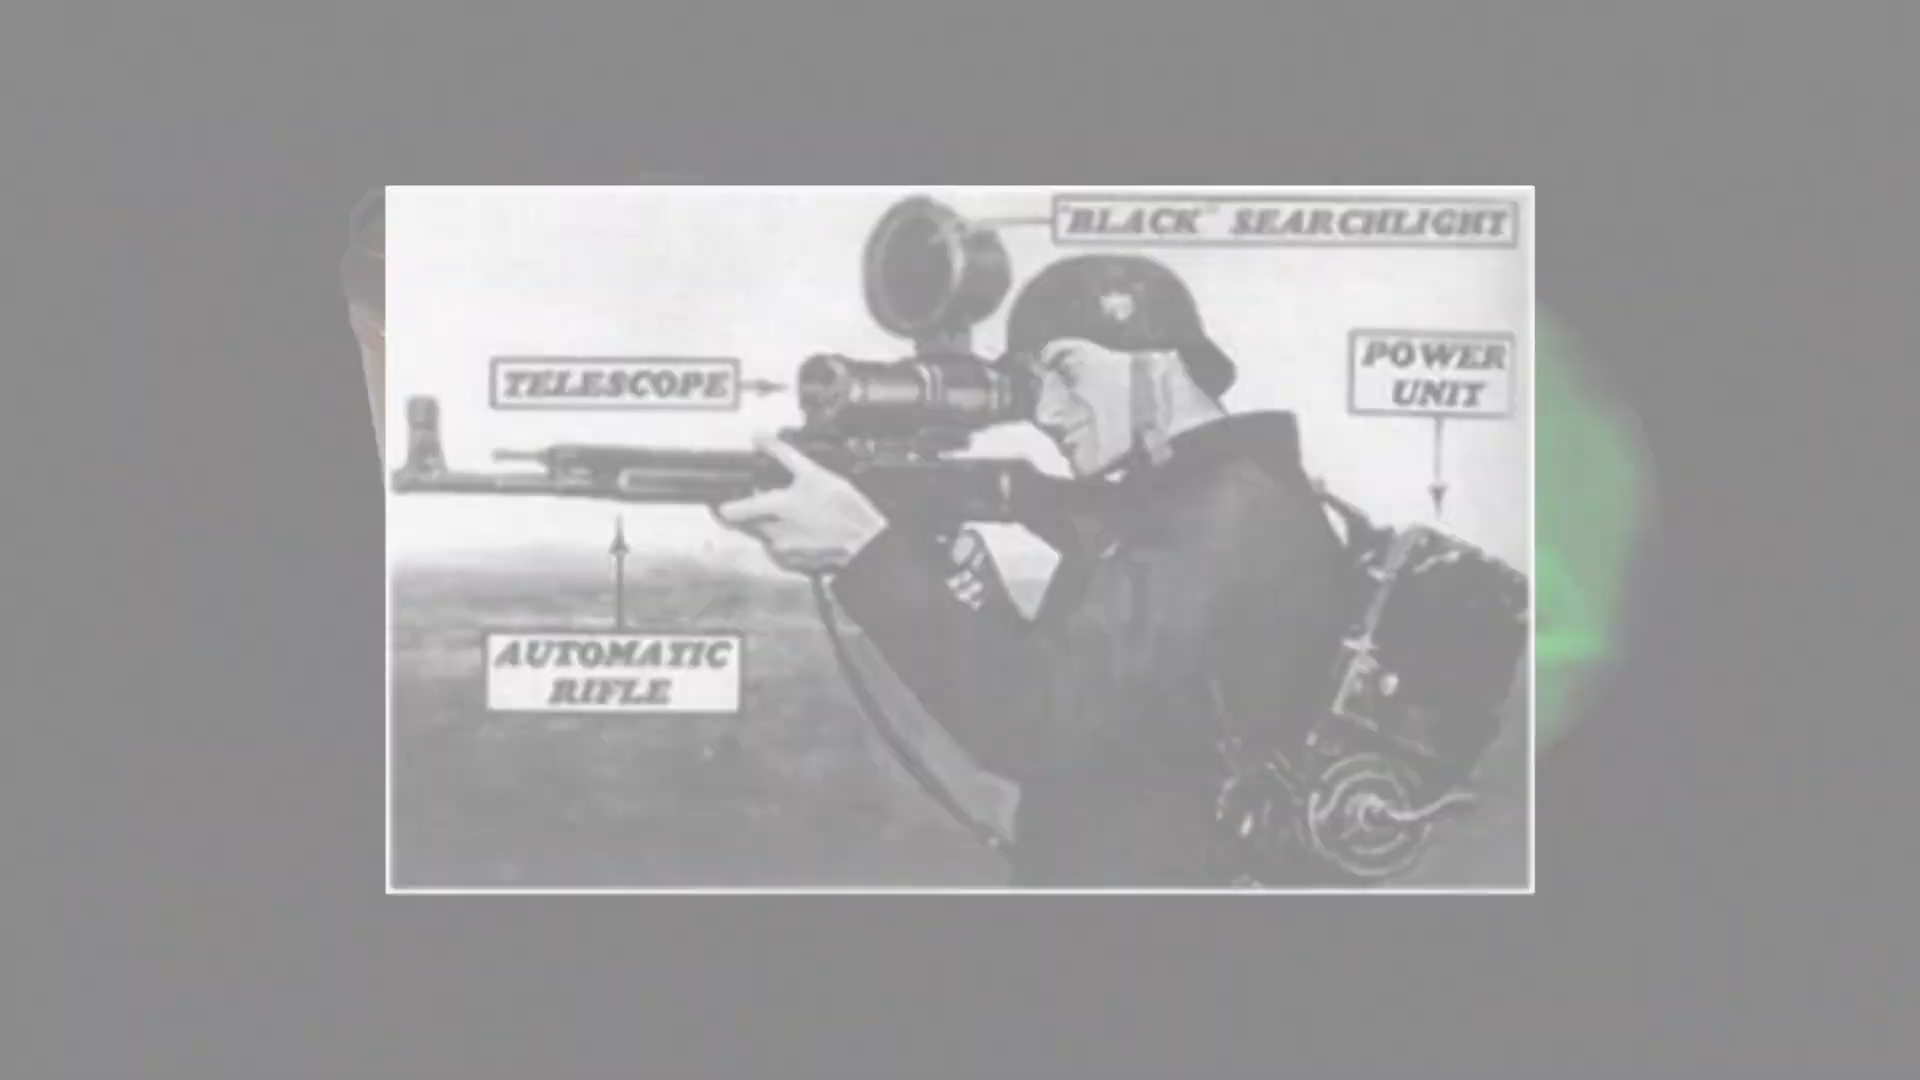 "BLACK" SEARCHLIGHT
TELESCOPE
POWER
UNIT
AUTOMATIC
RIFLE